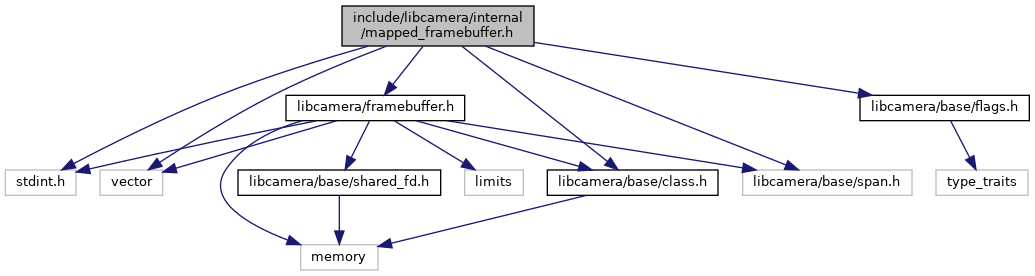 include/libcamera/internal
/mapped_framebuffer.h
libcamera/framebuffer.h
libcamera/base/flags.h
stdint.h
vector
libcamera/base/shared_fd.h
limits
libcamera/base/class.h
libcamera/base/span.h
type_traits
memory